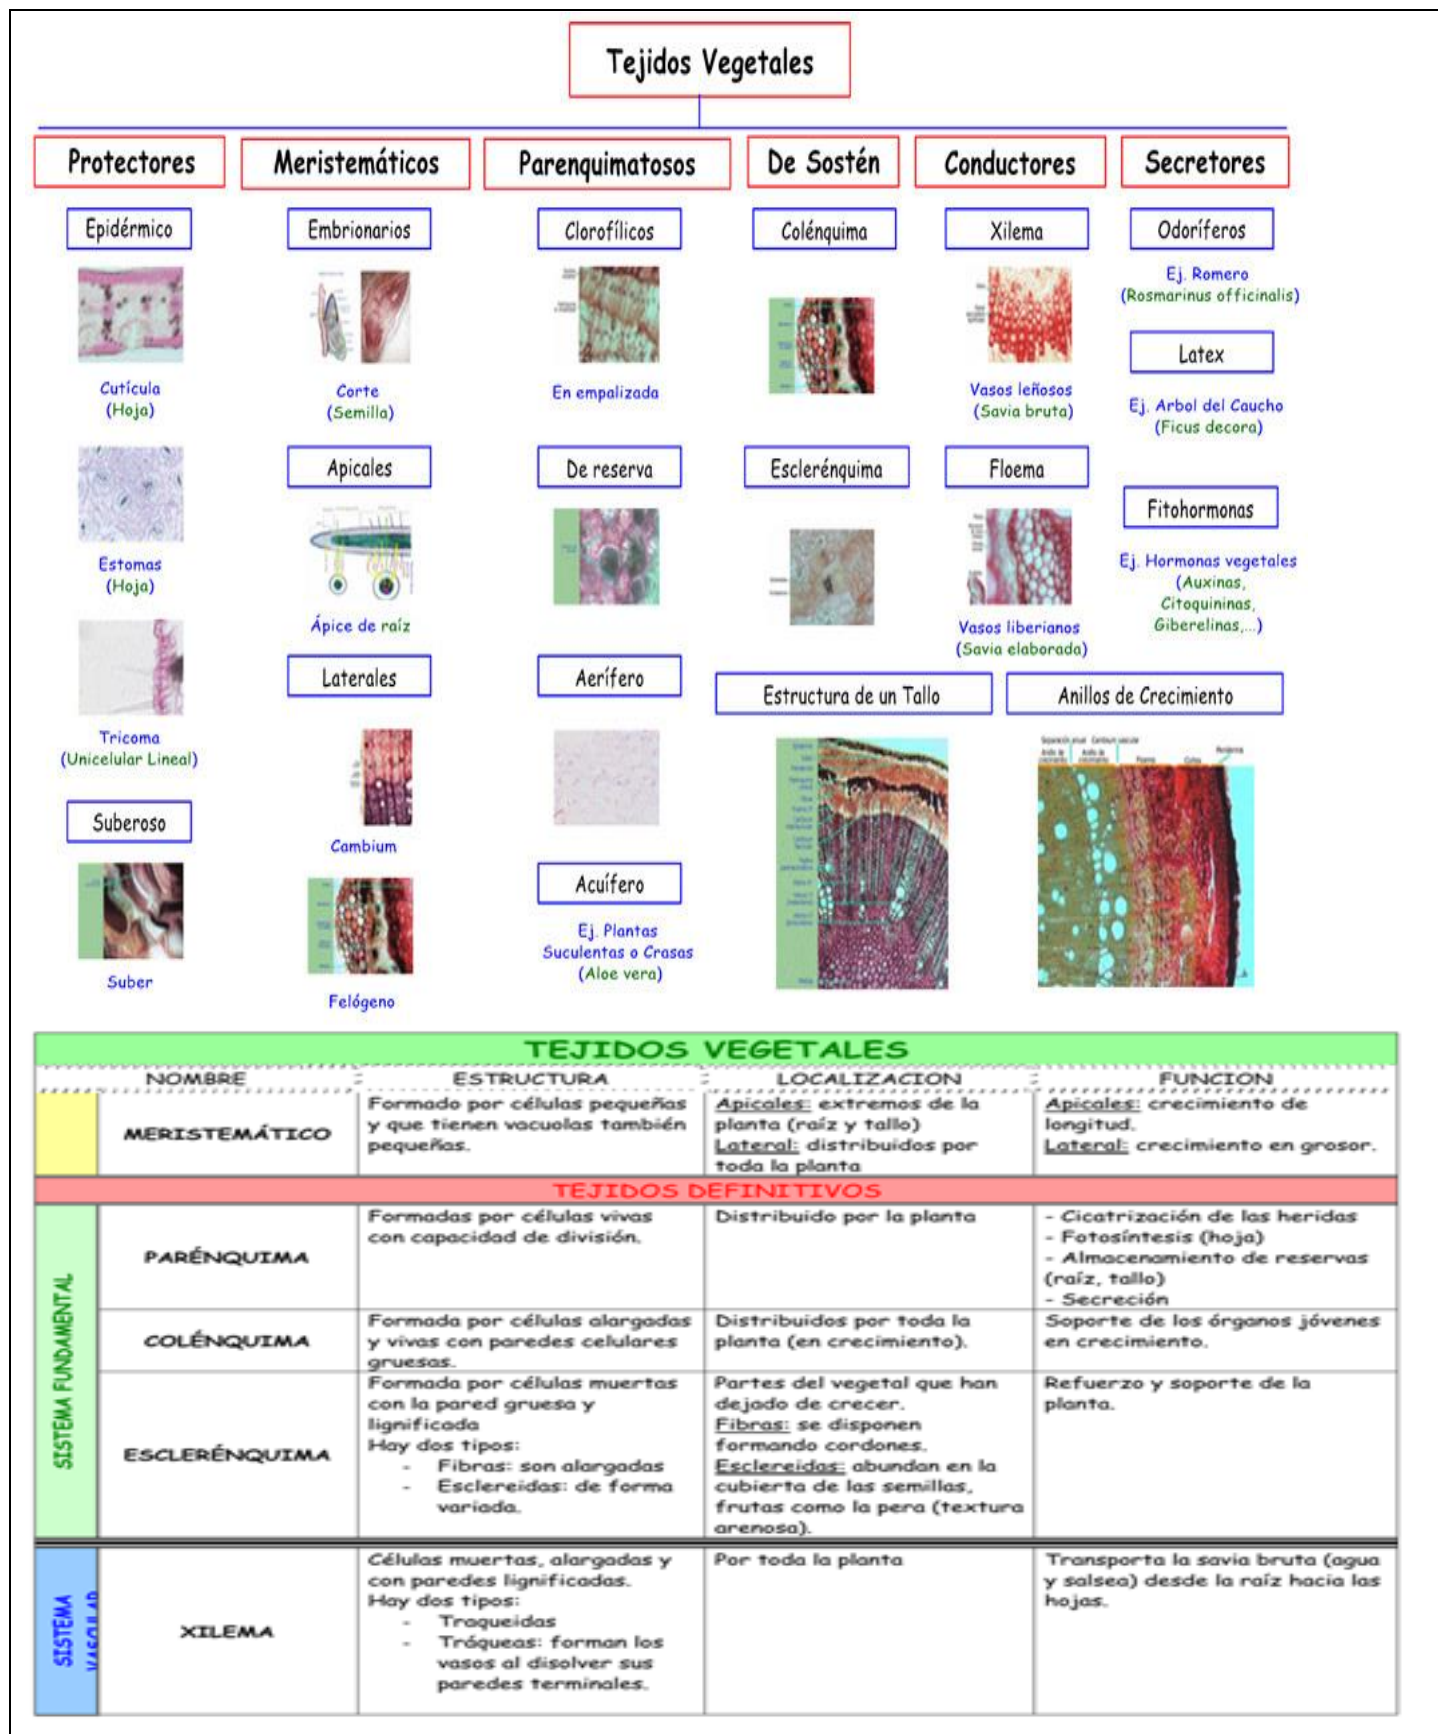 Tejidos Vegetales
Protectores
Meristemáticos
Parenquimatosos
De Sostén
Conductores
Secretores
Epidérmico
Embrionarios
Clorofílicos
Colénquima
Xilema
Odoríferos
Ej. Romero
(Rosmarinus officinalis)
Latex
Cutícula
(Hoja)
Corte
(Semilla)
En empalizada
Vasos leñosos
(Savia bruta)
Ej. Arbol del Caucho
(Ficus decora)
Apicales
De reserva
Esclerénquima
Floema
Fitohormonas
Estomas
(Hoja)
Ej. Hormonas vegetales
(Auxinas,
Citoquininas,
Giberelinas,...)
Ápice de raíz
Vasos liberianos
(Savia elaborada)
Laterales
Aerífero
Estructura de un Tallo
Anillos de Crecimiento
Tricoma
(Unicelular Lineal)
Suberoso
Cambium
Acuífero
Ej. Plantas
Suculentas o Crasas
(Aloe vera)
Suber
Felógeno
TEJIDOS VEGETALES
NOMBRE
ESTRUCTURA
LOCALIZACION
FUNCION
MERISTEMÁTICO
Formado por células pequeñas
y que tienen vacuolas también
pequeñas.
Apicales: extremos de la
planta (raíz y tallo)
Lateral: distribuidos por
toda la planta
Apicales: crecimiento de
longitud.
Lateral: crecimiento en grosor.
TEJIDOS DEFINITIVOS
SISTEMA FUNDAMENTAL
PARÉNQUIMA
Formadas por células vivas
con capacidad de división.
Distribuido por la planta
- Cicatrización de las heridas
- Fotosíntesis (hoja)
- Almacenamiento de reservas
(raíz, tallo)
- Secreción
COLÉNQUIMA
Formada por células alargadas
y vivas con paredes celulares
gruesas.
Distribuidos por toda la
planta (en crecimiento).
Soporte de los órganos jóvenes
en crecimiento.
ESCLERÉNQUIMA
Formada por células muertas
con la pared gruesa y
lignificada
Hay dos tipos:
- Fibras: son alargadas
- Esclereidas: de forma
variada.
Partes del vegetal que han
dejado de crecer.
Fibras: se disponen
formando cordones.
Esclereidas: abundan en la
cubierta de las semillas,
frutas como la pera (textura
arenosa).
Refuerzo y soporte de la
planta.
SISTEMA
VASCULAR
XILEMA
Células muertas, alargadas y
con paredes lignificadas.
Hay dos tipos:
- Traqueidas
- Tráqueas: forman los
vasos al disolver sus
paredes terminales.
Por toda la planta
Transporta la savia bruta (agua
y salsea) desde la raíz hacia las
hojas.